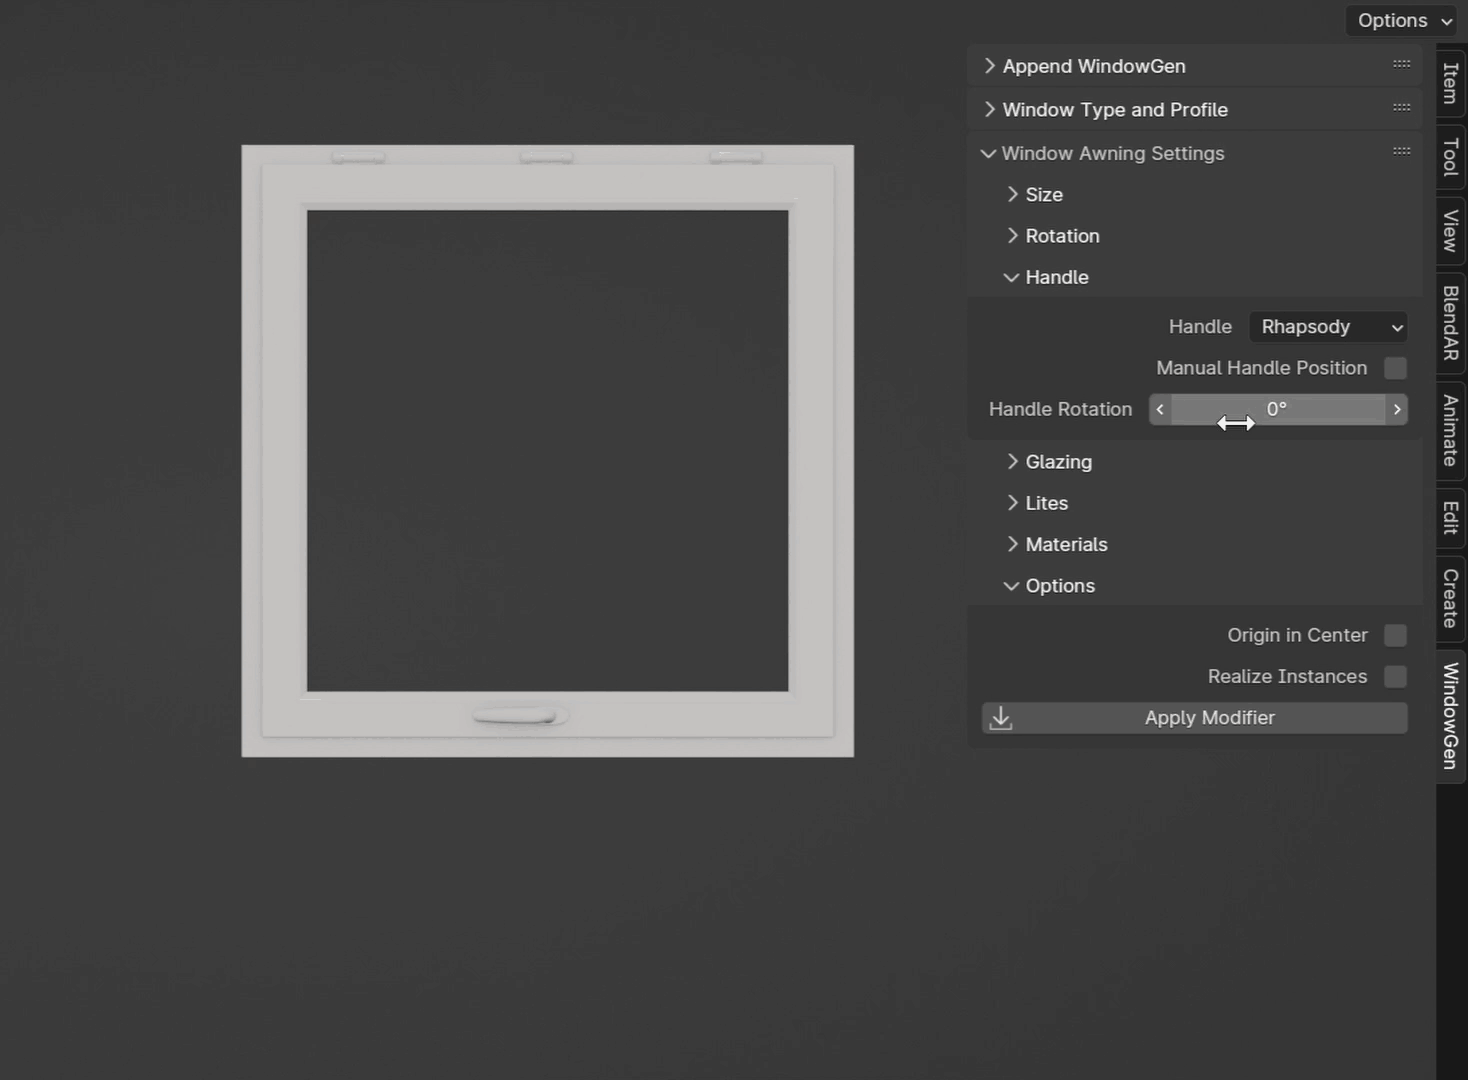 Options
Append WindowGen
Window Type and Profile
Window Awning Settings
Size
Rotation
Handle
Handle Rhapsody
Manual Handle Position
Handle Rotation 0°
Glazing
Lites
Materials
Options
Origin in Center
Realize Instances
Apply Modifier
Item
Tool
View
BlendAR
Animate
Edit
Create
WindowGen